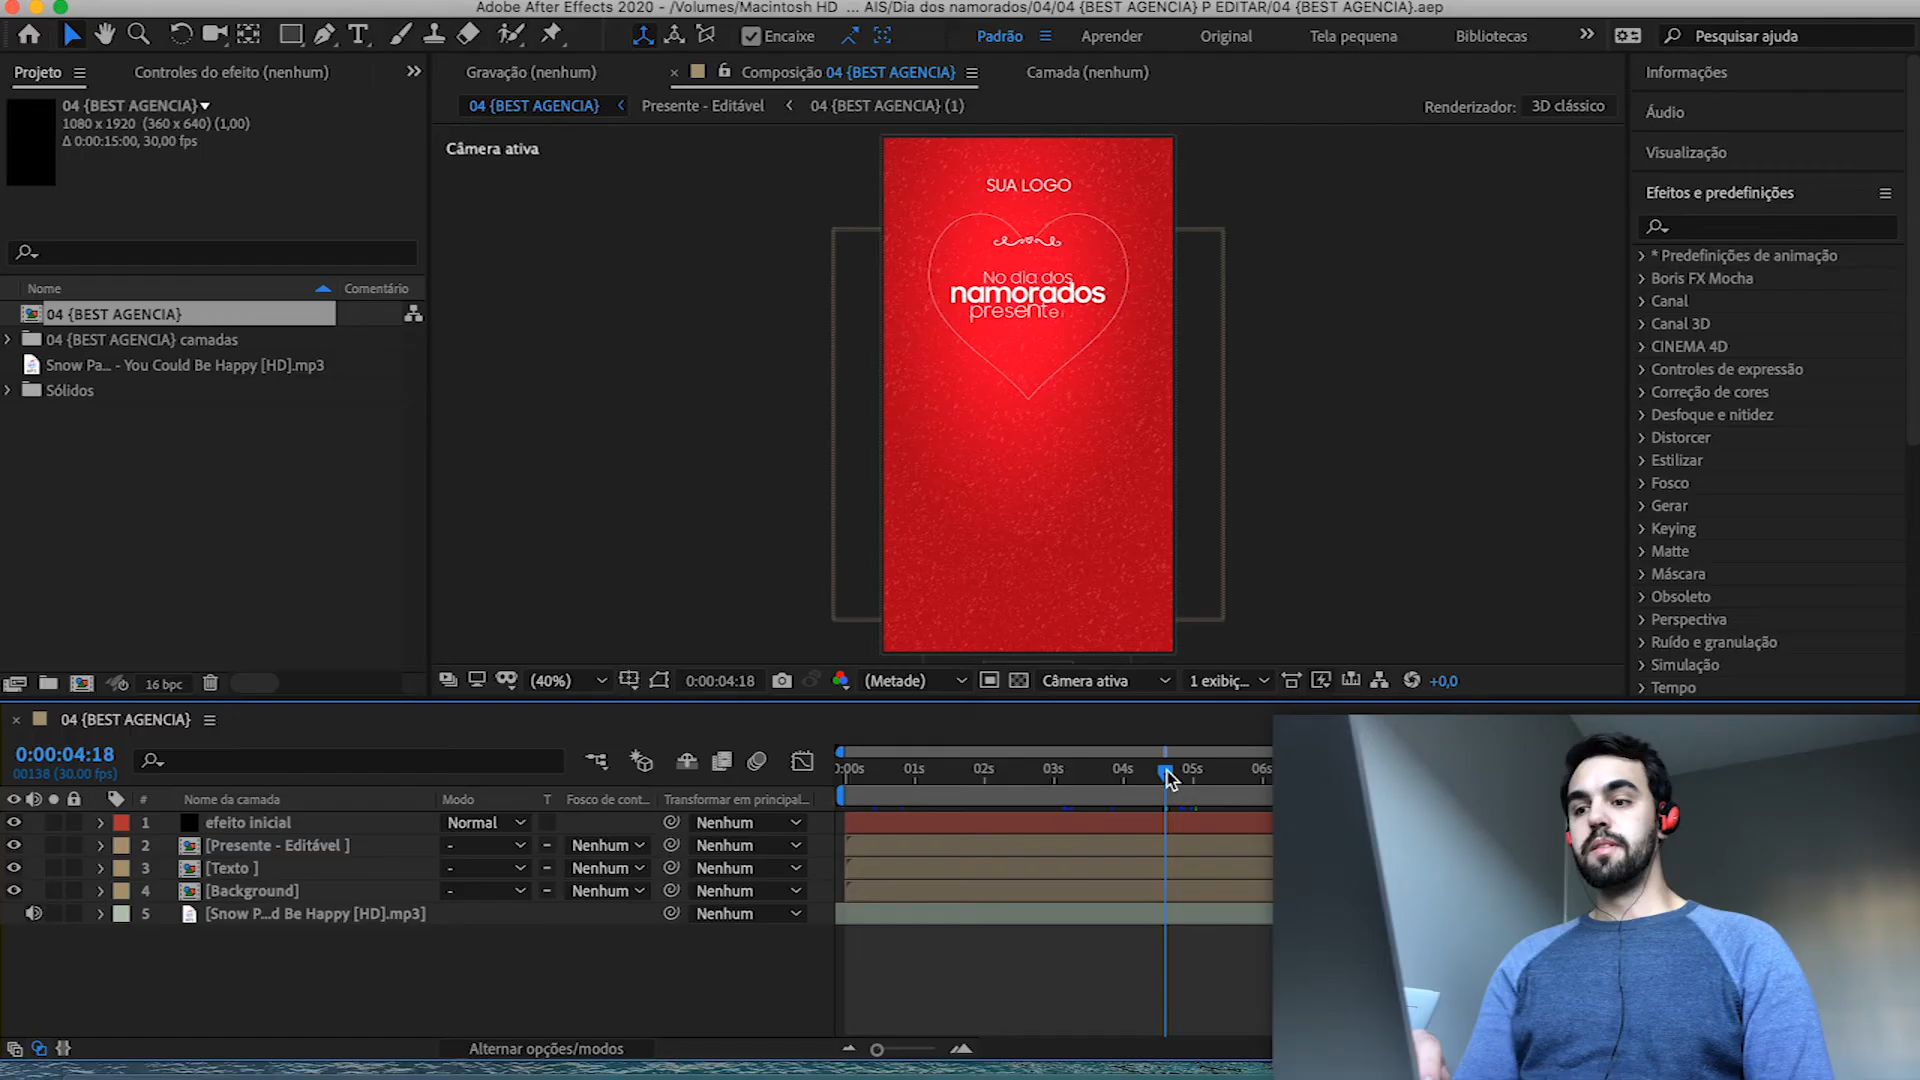 Adobe After Effects 2020 - /Volumes/Macintosh HD ... AIS/Dia dos namorados/04/04 {BEST AGENCIA} P EDITAR/04 {BEST AGENCIA}.aep
Encaixe
Padrão
Aprender
Original
Tela pequena
Bibliotecas
Pesquisar ajuda
Projeto
Controles do efeito (nenhum)
Gravação (nenhum)
Composição 04 {BEST AGENCIA}
Camada (nenhum)
Informações
04 {BEST AGENCIA}
1080 x 1920 (360 x 640) (1,00)
Δ 0:00:15:00, 30,00 fps
04 {BEST AGENCIA}
Presente - Editável
04 {BEST AGENCIA} (1)
Renderizador: 3D clássico
Áudio
Câmera ativa
Visualização
SUA LOGO
No dia dos
namorados
presente
Efeitos e predefinições
* Predefinições de animação
Boris FX Mocha
Canal
Canal 3D
CINEMA 4D
Controles de expressão
Correção de cores
Desfoque e nitidez
Distorcer
Estilizar
Fosco
Gerar
Keying
Matte
Máscara
Obsoleto
Perspectiva
Ruído e granulação
Simulação
Tempo
Nome
Comentário
04 {BEST AGENCIA}
04 {BEST AGENCIA} camadas
Snow Pa... - You Could Be Happy [HD].mp3
Sólidos
16 bpc
(40%)
0:00:04:18
(Metade)
Câmera ativa
1 exibiç...
+0,0
04 {BEST AGENCIA}
0:00:04:18
00138 (30.00 fps)
0:00s
01s
02s
03s
04s
05s
06s
#
Nome da camada
Modo
T
Fosco de cont...
Transformar em principal...
1 efeito inicial Normal Nenhum
2 [Presente - Editável ] - Nenhum Nenhum
3 [Texto ] - Nenhum Nenhum
4 [Background] - Nenhum Nenhum
5 [Snow P...d Be Happy [HD].mp3] Nenhum
Alternar opções/modos